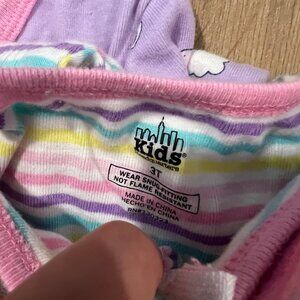 Kids
3T
WEAR SNUG-FITTING
NOT FLAME RESISTANT
MADE IN CHINA
HECHO EN CHINA